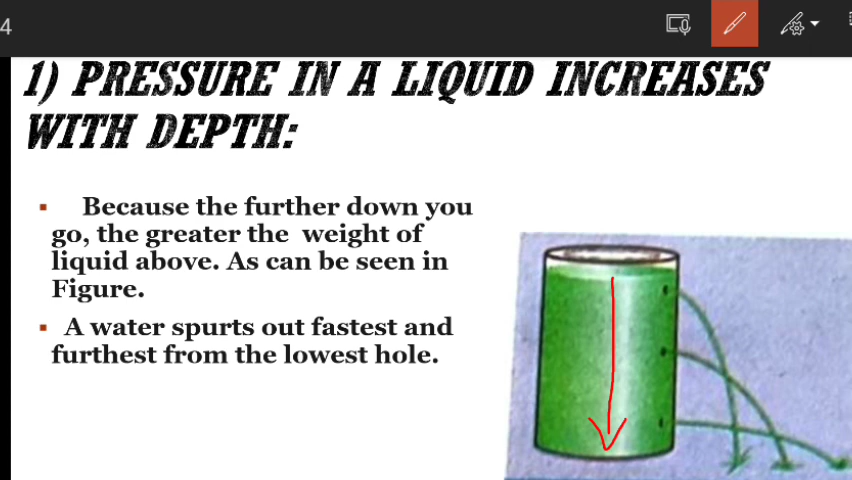 4
1) PRESSURE IN A LIQUID INCREASES
WITH DEPTH:
▪ Because the further down you
go, the greater the weight of
liquid above. As can be seen in
Figure.
▪ A water spurts out fastest and
furthest from the lowest hole.